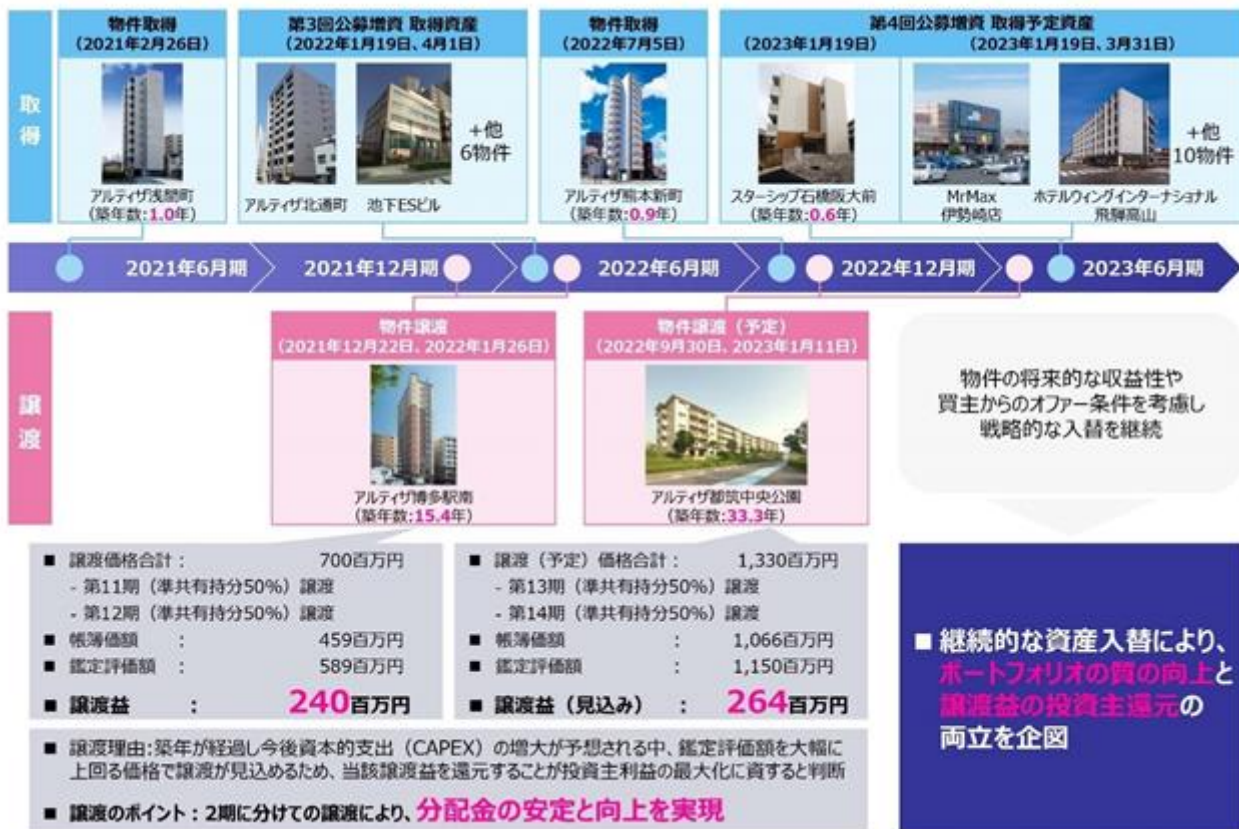 取得
物件取得
(2021年2月26日)
アルティザ浅間町
(築年数:1.0年)
第3回公募増資 取得資産
(2022年1月19日、4月1日)
アルティザ北通町
池下ESビル
+他
6物件
物件取得
(2022年7月5日)
アルティザ熊本新町
(築年数:0.9年)
第4回公募増資 取得予定資産
(2023年1月19日)
(2023年1月19日、3月31日)
スターシップ石橋阪大前
(築年数:0.6年)
MrMax
伊勢崎店
ホテルウィングインターナショナル
飛騨高山
+他
10物件
2021年6月期
2021年12月期
2022年6月期
2022年12月期
2023年6月期
譲渡
物件譲渡
(2021年12月22日、2022年1月26日)
アルティザ博多駅南
(築年数:15.4年)
物件譲渡(予定)
(2022年9月30日、2023年1月11日)
アルティザ都筑中央公園
(築年数:33.3年)
物件の将来的な収益性や
買主からのオファー条件を考慮し
戦略的な入替を継続
■ 譲渡価格合計: 700百万円
- 第11期(準共有持分50%)譲渡
- 第12期(準共有持分50%)譲渡
■ 帳簿価額 : 459百万円
■ 鑑定評価額 : 589百万円
■ 譲渡益 : 240百万円
■ 譲渡(予定)価格合計: 1,330百万円
- 第13期(準共有持分50%)譲渡
- 第14期(準共有持分50%)譲渡
■ 帳簿価額 : 1,066百万円
■ 鑑定評価額 : 1,150百万円
■ 譲渡益(見込み) : 264百万円
■ 譲渡理由:築年が経過し今後資本的支出(CAPEX)の増大が予想される中、鑑定評価額を大幅に
上回る価格で譲渡が見込めるため、当該譲渡益を還元することが投資主利益の最大化に資すると判断
■ 譲渡のポイント:2期に分けての譲渡により、分配金の安定と向上を実現
■ 継続的な資産入替により、
ポートフォリオの質の向上と
譲渡益の投資主還元の
両立を企図